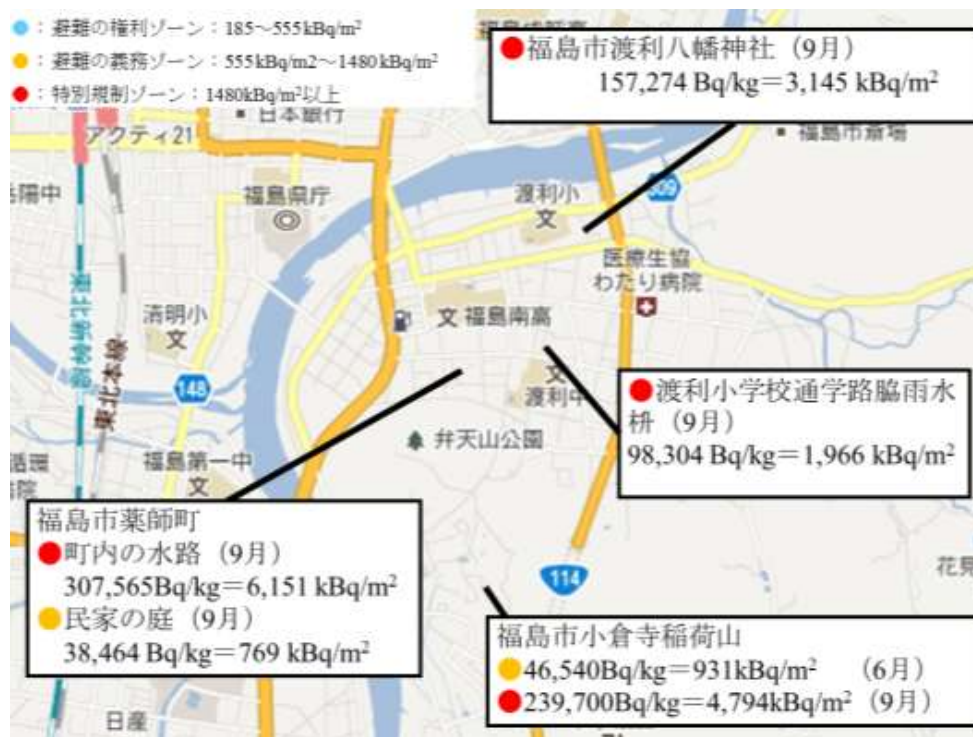 ●：避難の権利ゾーン：185～555kBq/m²
●：避難の義務ゾーン：555kBq/m2～1480kBq/m²
●：特別規制ゾーン：1480kBq/m²以上
●福島市渡利八幡神社（9月）
157,274 Bq/kg＝3,145 kBq/m²
日本銀行
アクティ21
福島市斎場
岳陽中
福島県庁
渡利小
文
309
医療生協
わたり病院
清明小
文
文 福島南高
148
東北本線
文
渡利中
弁天山公園
●渡利小学校通学路脇雨水
枡（9月）
98,304 Bq/kg＝1,966 kBq/m²
福島第一中
文
福島市薬師町
●町内の水路（9月）
307,565Bq/kg＝6,151 kBq/m²
●民家の庭（9月）
38,464 Bq/kg＝769 kBq/m²
114
花見
福島市小倉寺稲荷山
●46,540Bq/kg＝931kBq/m² （6月）
●239,700Bq/kg＝4,794kBq/m²（9月）
日産